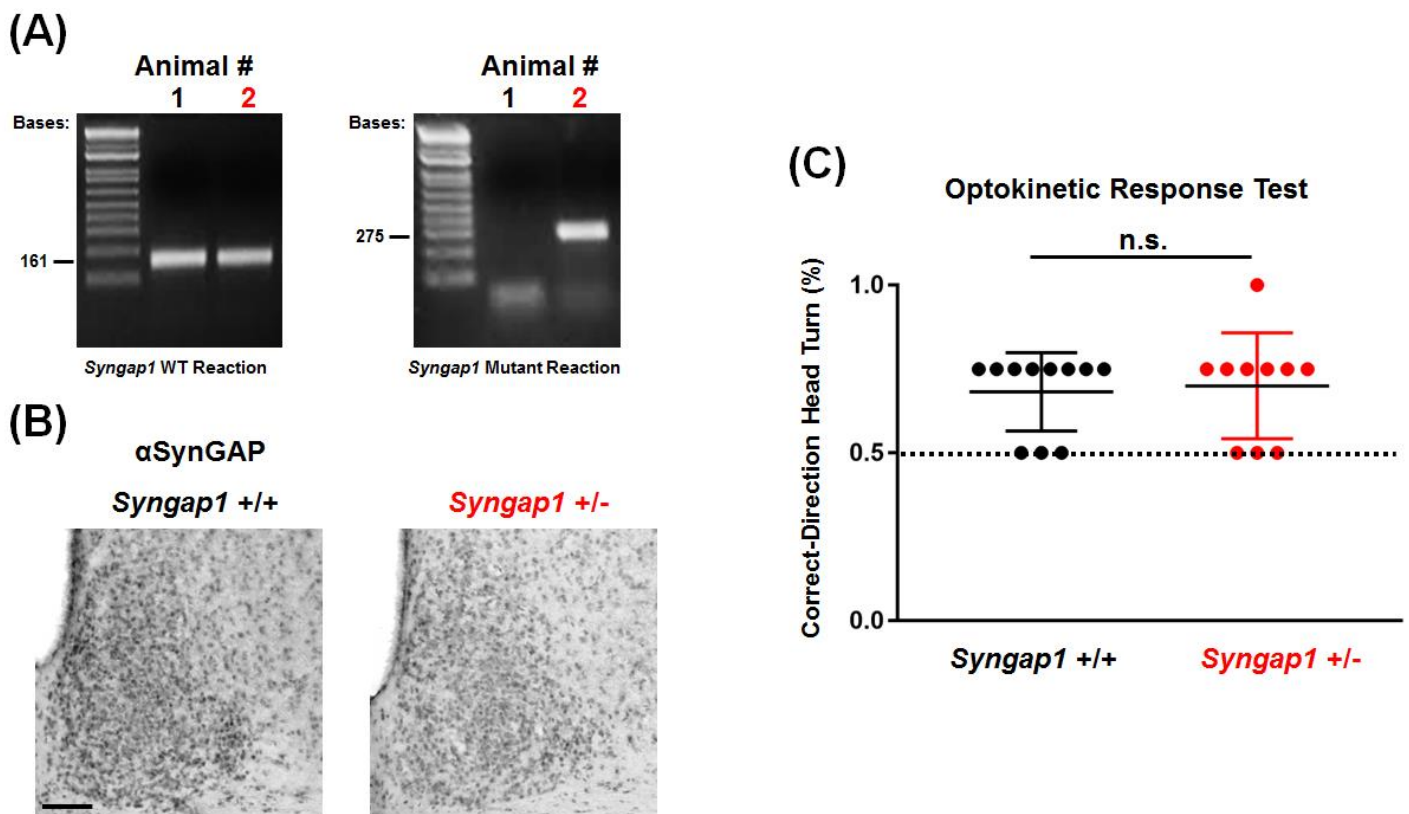 (A)
Animal #
1 2
Bases:
161
Syngap1 WT Reaction
Animal #
1 2
Bases:
275
Syngap1 Mutant Reaction
(B)
αSynGAP
Syngap1 +/+
Syngap1 +/-
(C)
Optokinetic Response Test
n.s.
Correct-Direction Head Turn (%)
1.0
0.5
0.0
Syngap1 +/+
Syngap1 +/-